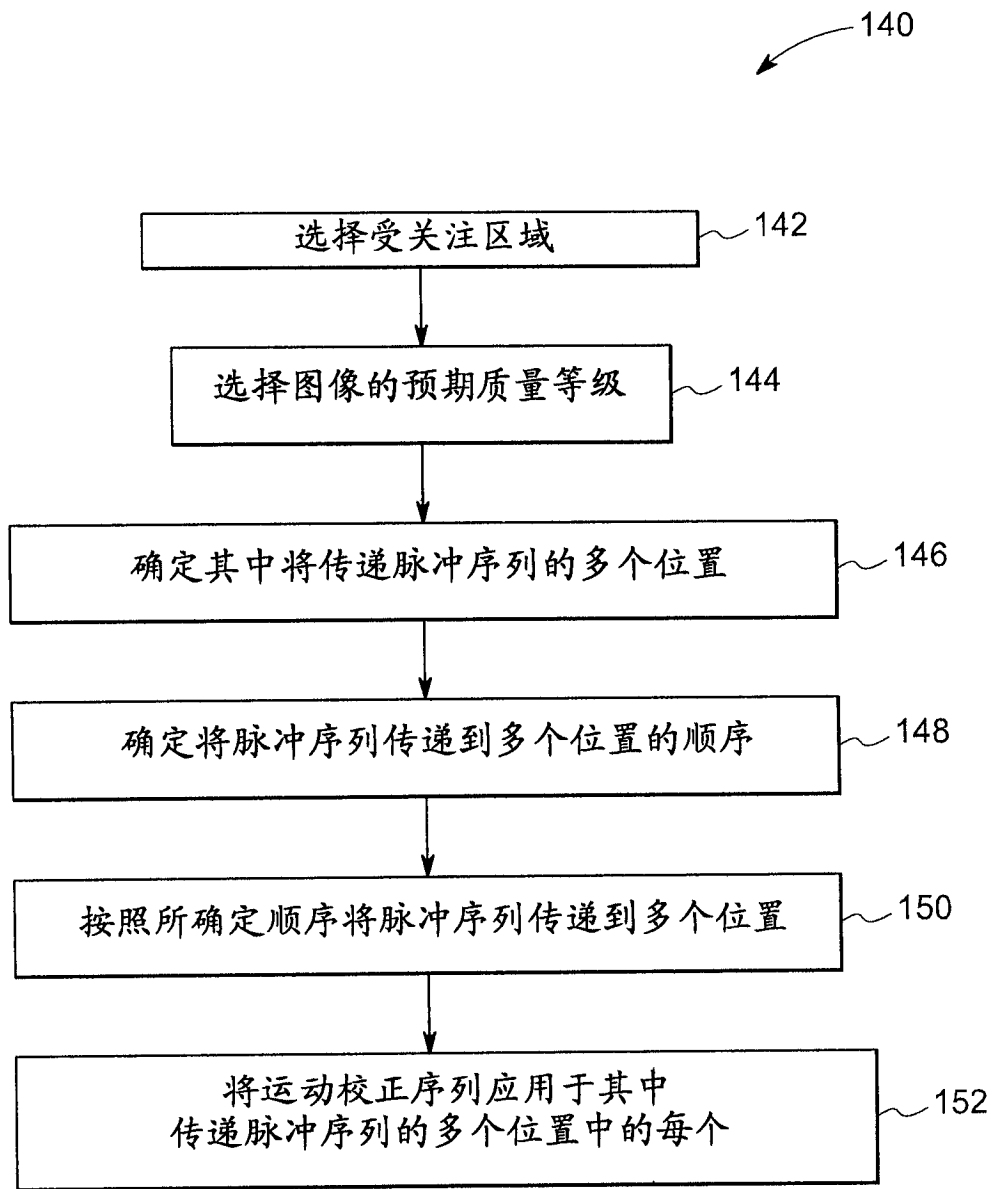 140
选择受关注区域
142
选择图像的预期质量等级
144
确定其中将传递脉冲序列的多个位置
146
确定将脉冲序列传递到多个位置的顺序
148
按照所确定顺序将脉冲序列传递到多个位置
150
将运动校正序列应用于其中
传递脉冲序列的多个位置中的每个
152